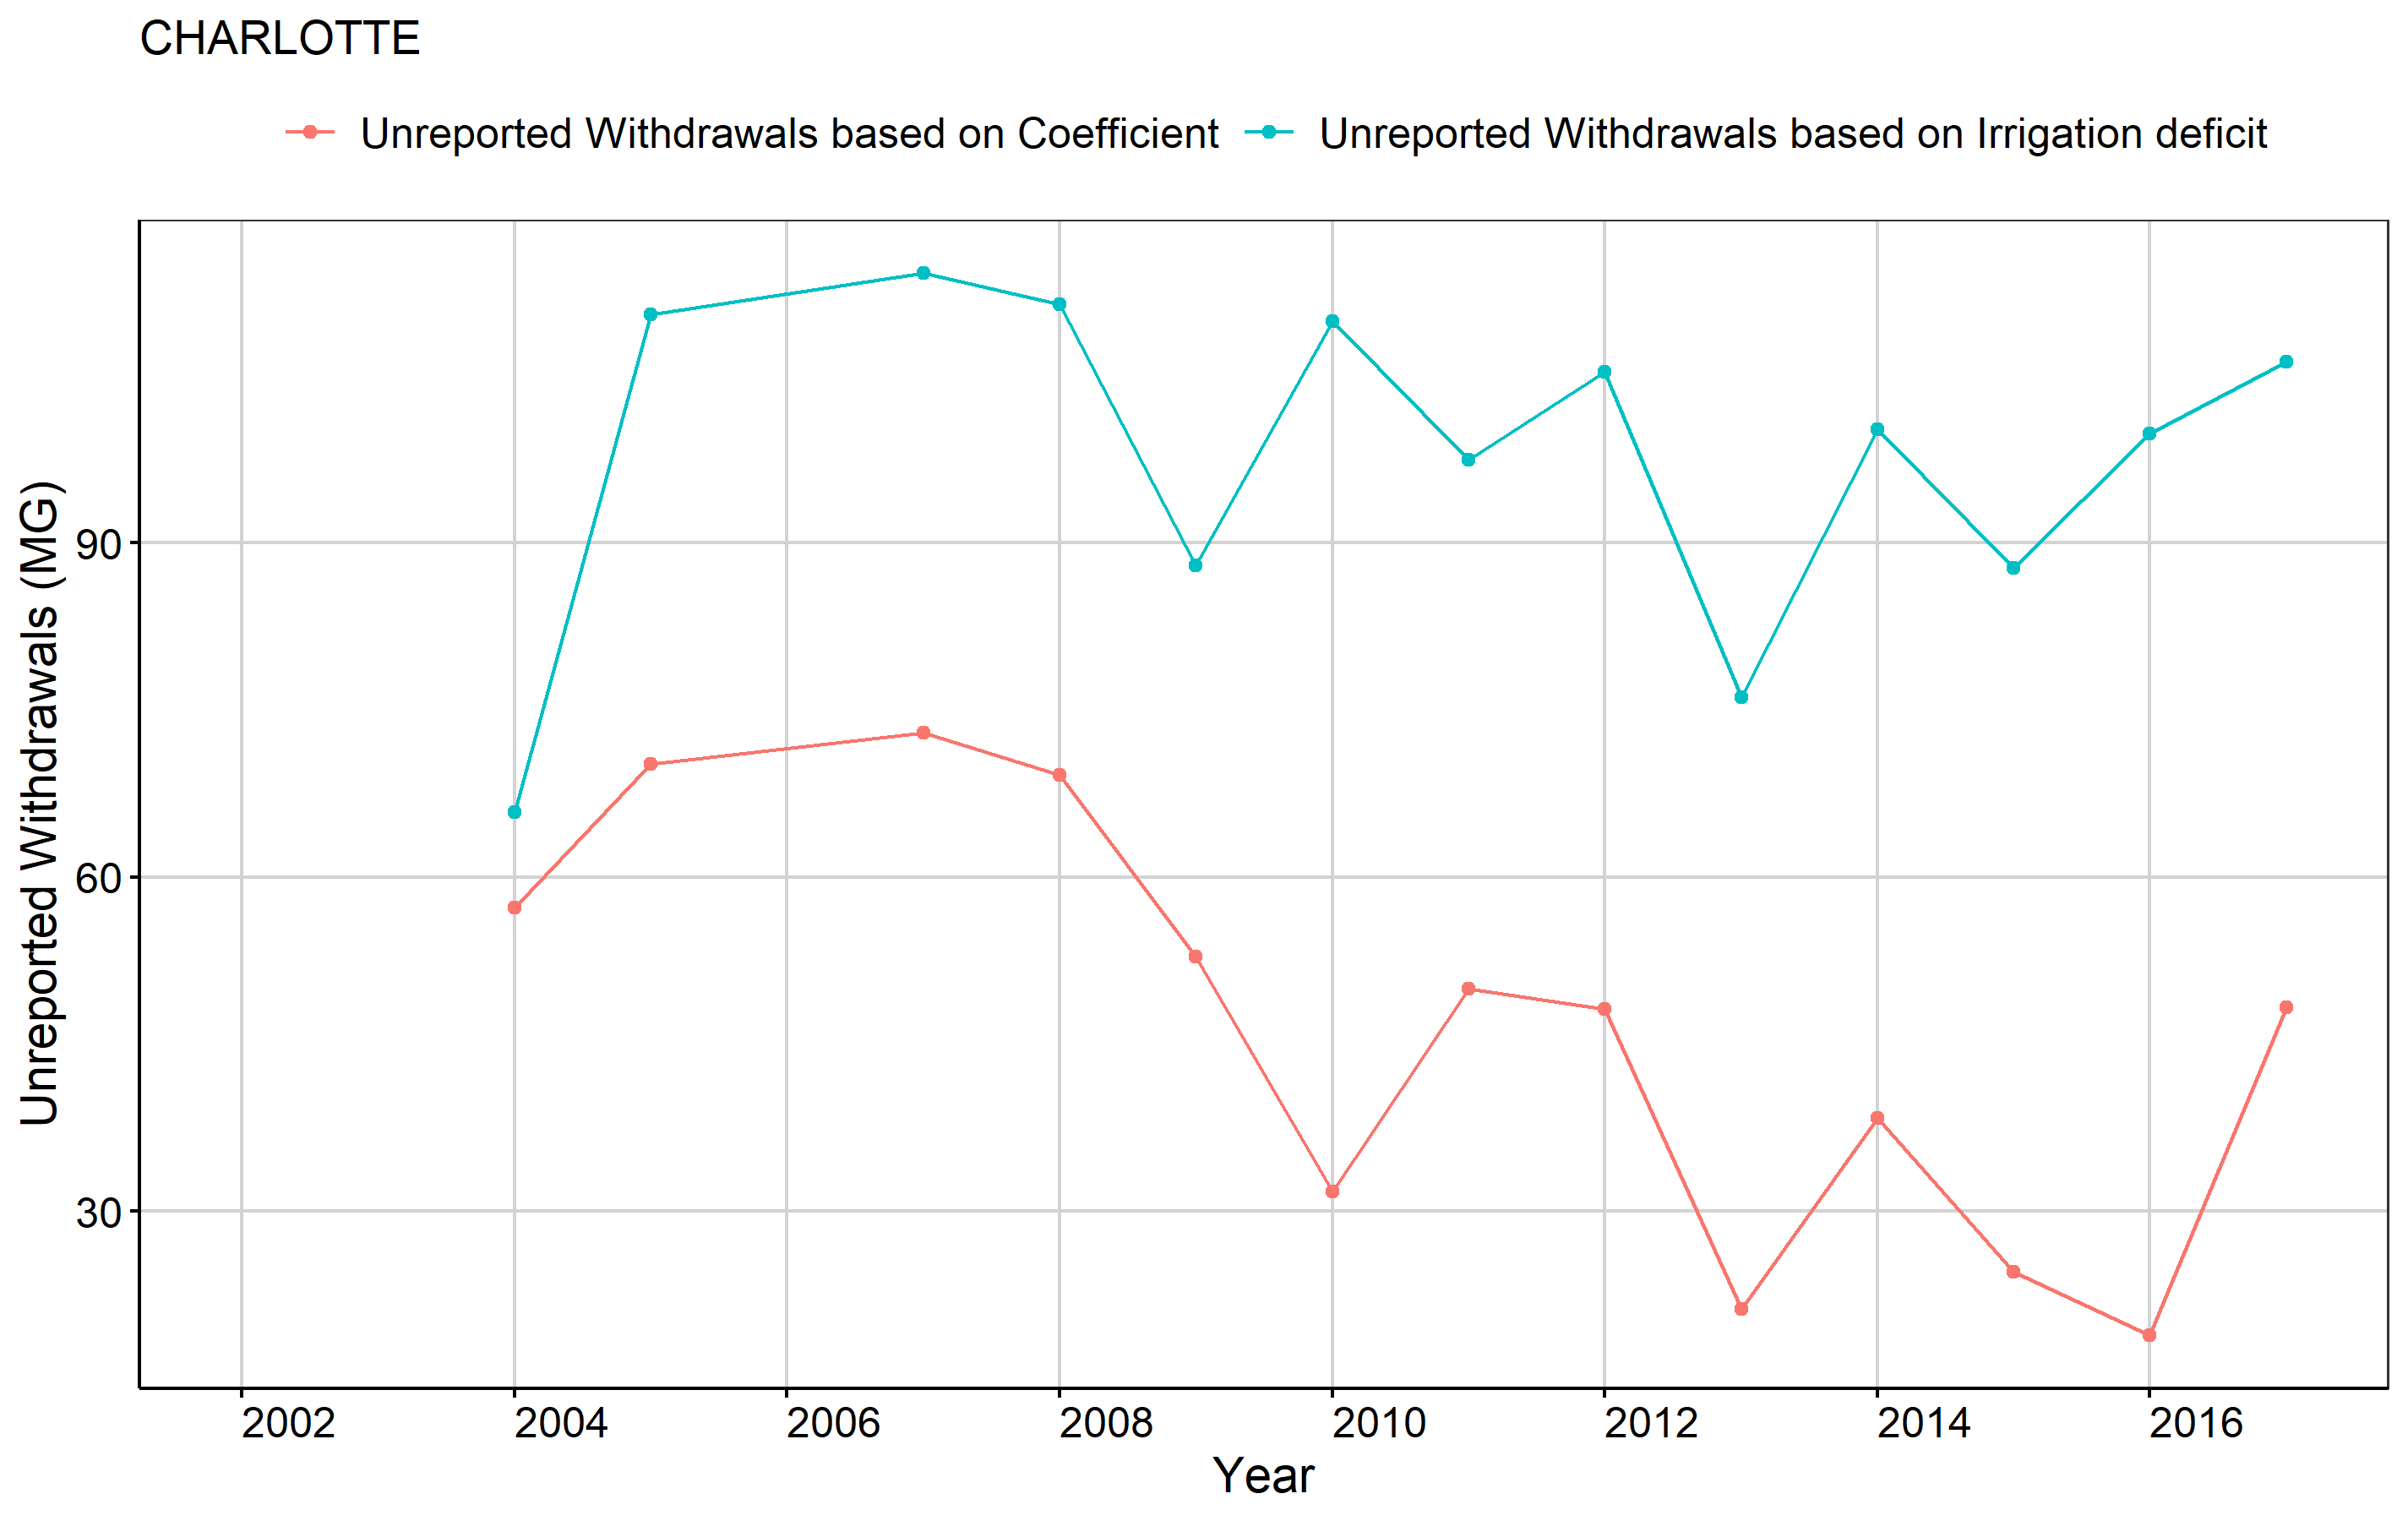 CHARLOTTE
Unreported Withdrawals based on Coefficient Unreported Withdrawals based on Irrigation deficit
Unreported Withdrawals (MG)
90
60
30
2002 2004 2006 2008 2010 2012 2014 2016
Year